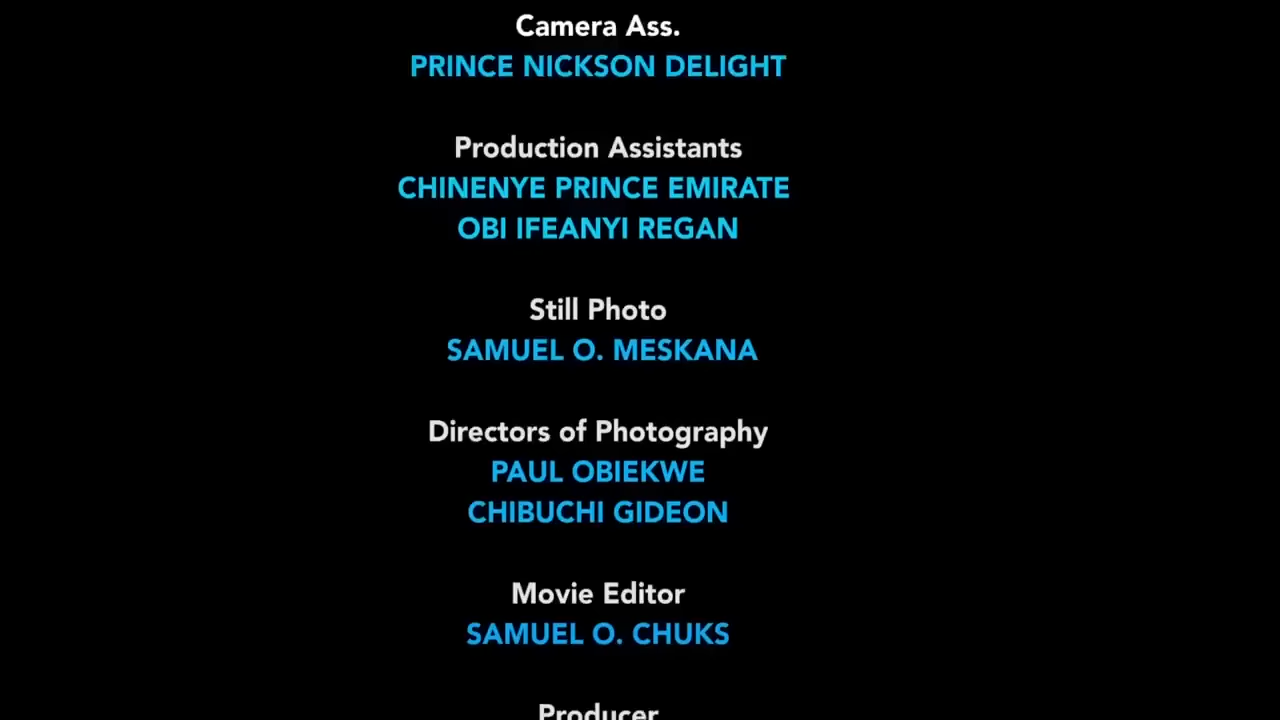 Camera Ass.
PRINCE NICKSON DELIGHT
Production Assistants
CHINENYE PRINCE EMIRATE
OBI IFEANYI REGAN
Still Photo
SAMUEL O. MESKANA
Directors of Photography
PAUL OBIEKWE
CHIBUCHI GIDEON
Movie Editor
SAMUEL O. CHUKS
Producer